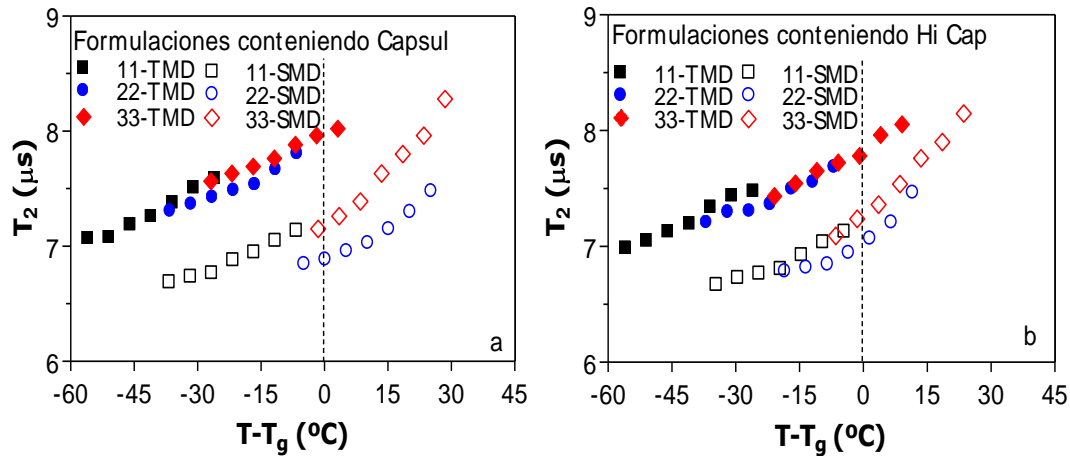 Formulaciones conteniendo Capsul
11-TMD 11-SMD
22-TMD 22-SMD
33-TMD 33-SMD
9
8
7
6
T2 (μs)
-60 -45 -30 -15 0 15 30 45
T-Tg (ºC)
a
Formulaciones conteniendo Hi Cap
11-TMD 11-SMD
22-TMD 22-SMD
33-TMD 33-SMD
9
8
7
6
T2 (μs)
-60 -45 -30 -15 0 15 30 45
T-Tg (ºC)
b